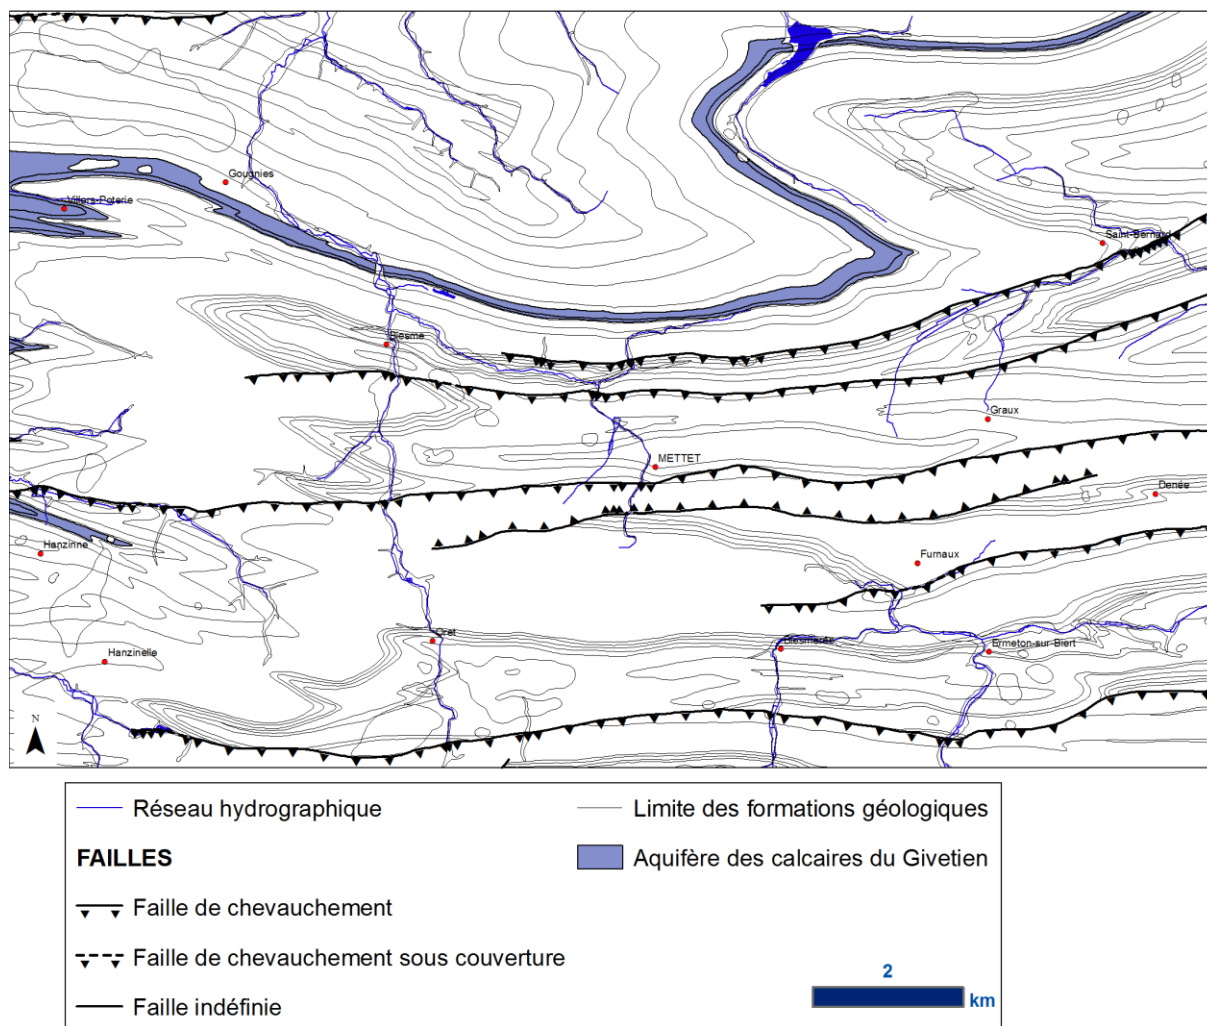 Gougnies
Villers-Poterie
Saint-Bernard
Biesme
Graux
METTET
Denée
Hanzinne
Furnaux
Oret
Biesmerée
Ermeton-sur-Biert
Hanzinelle
N
Réseau hydrographique
Limite des formations géologiques
FAILLES
Aquifère des calcaires du Givetien
Faille de chevauchement
Faille de chevauchement sous couverture
2
km
Faille indéfinie